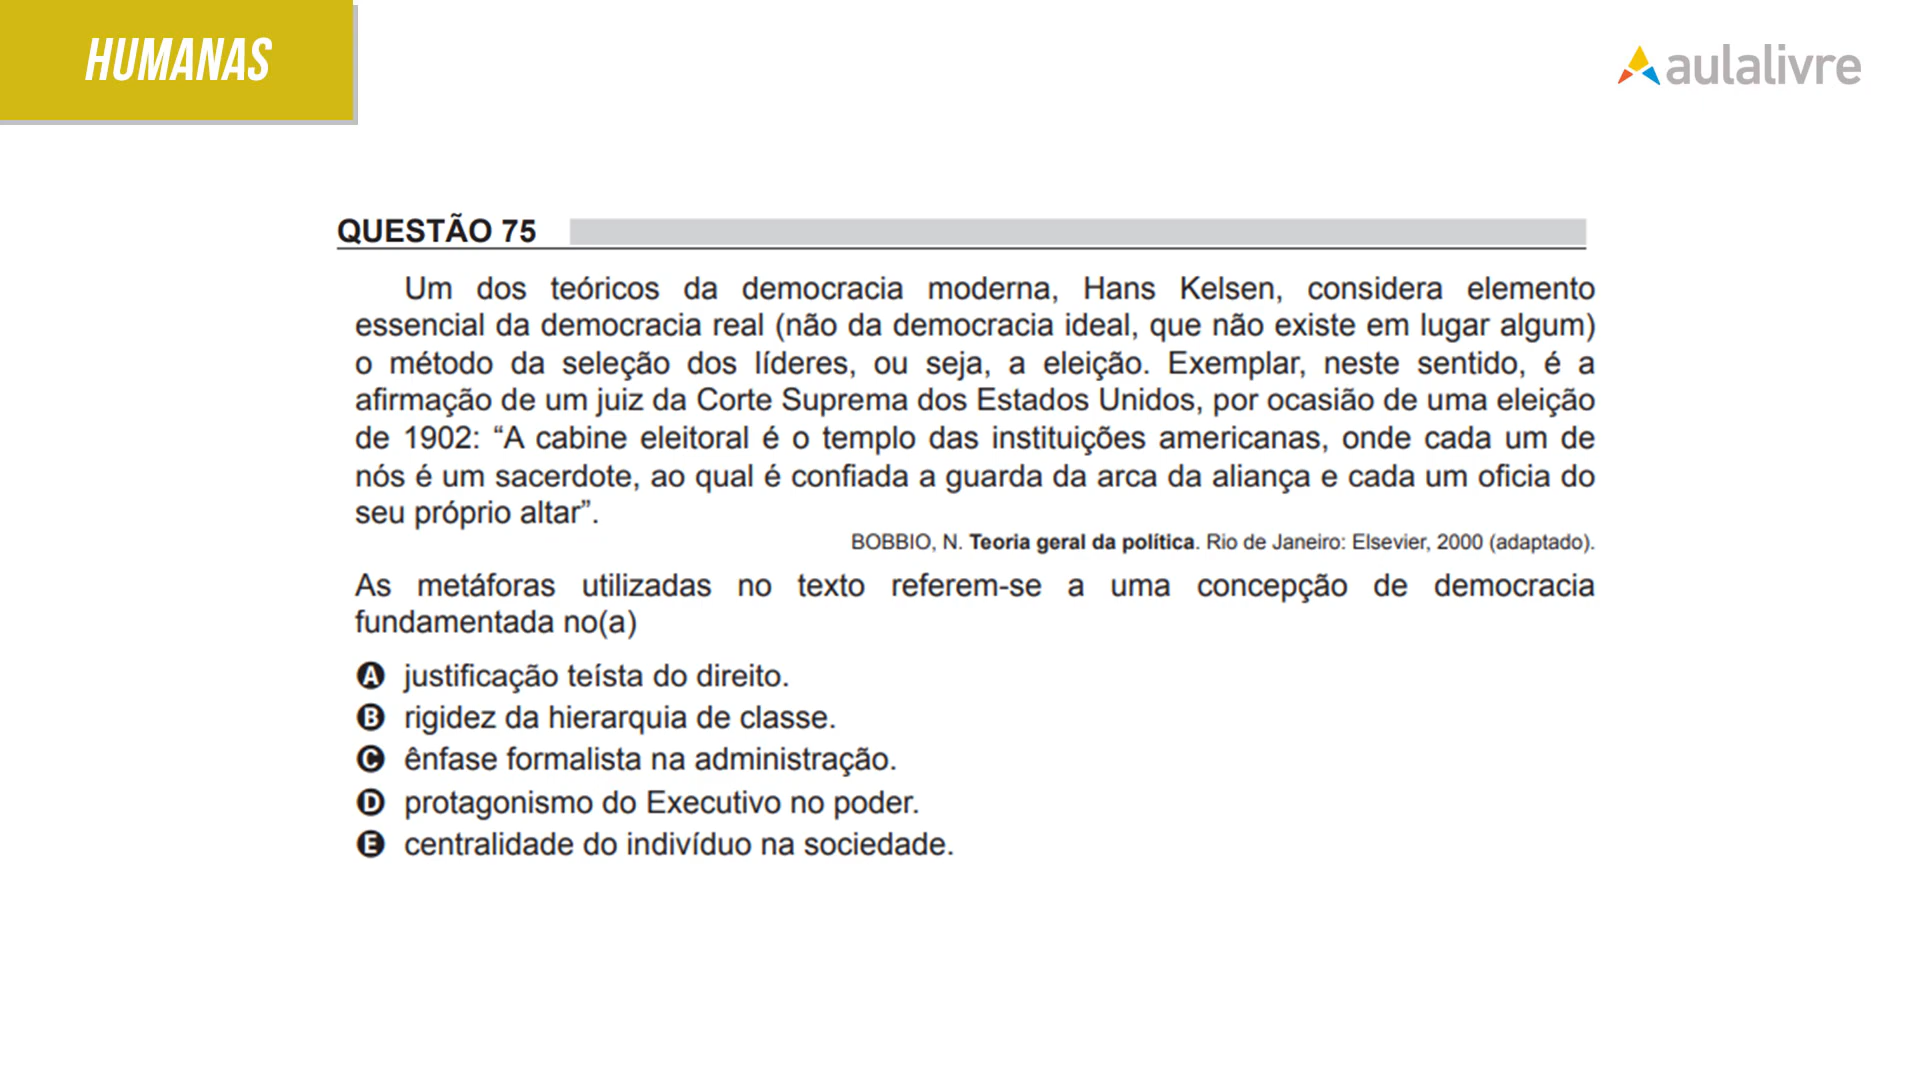 HUMANAS
aulalivre
QUESTÃO 75
Um dos teóricos da democracia moderna, Hans Kelsen, considera elemento
essencial da democracia real (não da democracia ideal, que não existe em lugar algum)
o método da seleção dos líderes, ou seja, a eleição. Exemplar, neste sentido, é a
afirmação de um juiz da Corte Suprema dos Estados Unidos, por ocasião de uma eleição
de 1902: “A cabine eleitoral é o templo das instituições americanas, onde cada um de
nós é um sacerdote, ao qual é confiada a guarda da arca da aliança e cada um oficia do
seu próprio altar”.
BOBBIO, N. Teoria geral da política. Rio de Janeiro: Elsevier, 2000 (adaptado).
As metáforas utilizadas no texto referem-se a uma concepção de democracia
fundamentada no(a)
A justificação teísta do direito.
B rigidez da hierarquia de classe.
C ênfase formalista na administração.
D protagonismo do Executivo no poder.
E centralidade do indivíduo na sociedade.